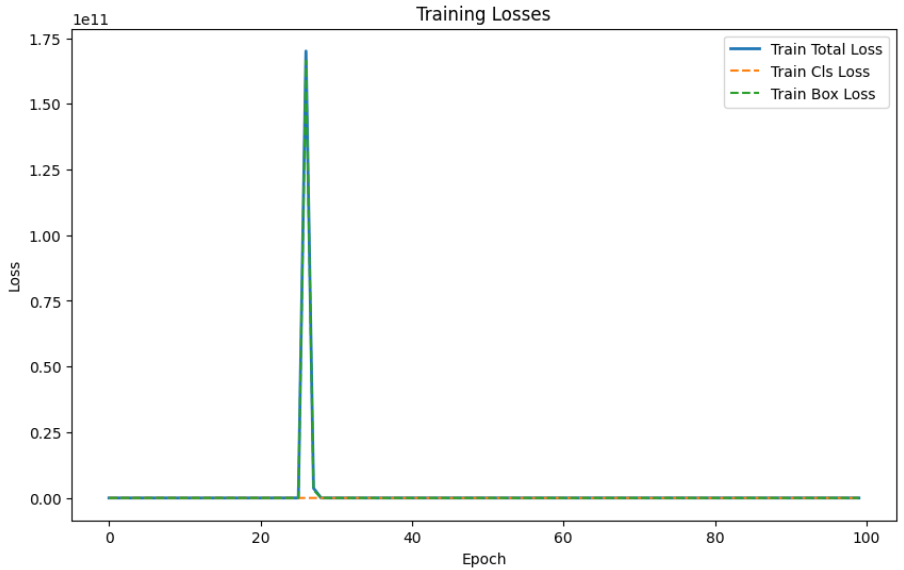 Training Losses
1e11
1.75
1.50
1.25
1.00
0.75
0.50
0.25
0.00
Loss
Train Total Loss
Train Cls Loss
Train Box Loss
0 20 40 60 80 100
Epoch